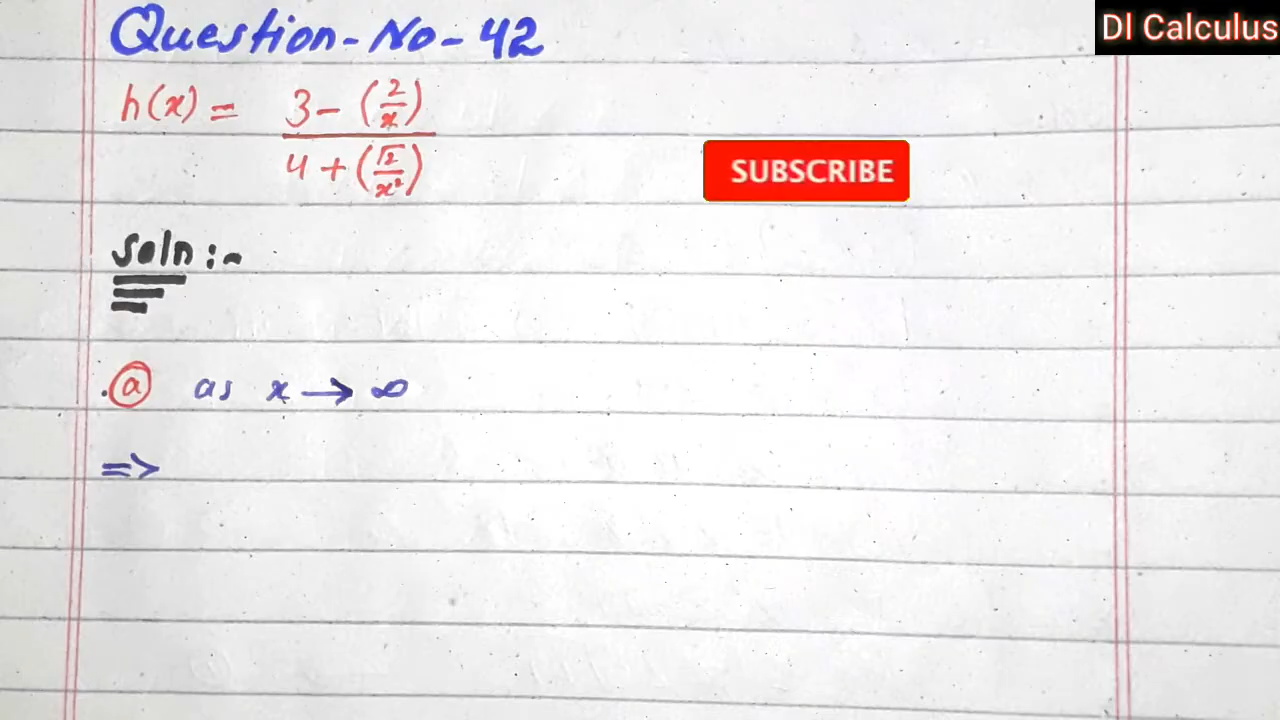 DI Calculus
Question-No-42
h(x) = 3 - (2/x) / 4 + (√2/x²)
SUBSCRIBE
Soln :-
(a) as x → ∞
=>